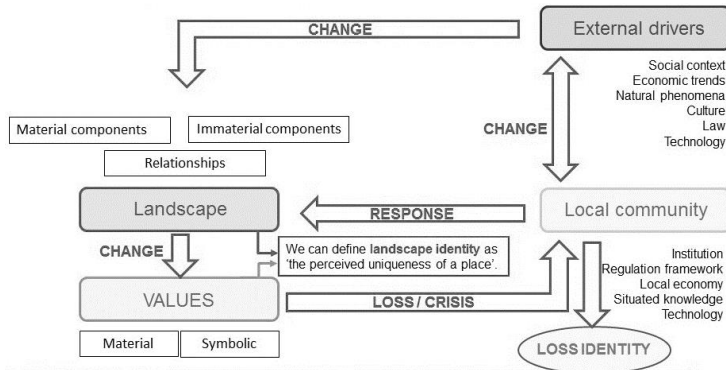 CHANGE
External drivers
Social context
Economic trends
Natural phenomena
Culture
Law
Technology
Material components
Immaterial components
Relationships
CHANGE
Landscape
RESPONSE
Local community
CHANGE
We can define landscape identity as
‘the perceived uniqueness of a place’.
VALUES
LOSS / CRISIS
Institution
Regulation framework
Local economy
Situated knowledge
Technology
Material
Symbolic
LOSS IDENTITY